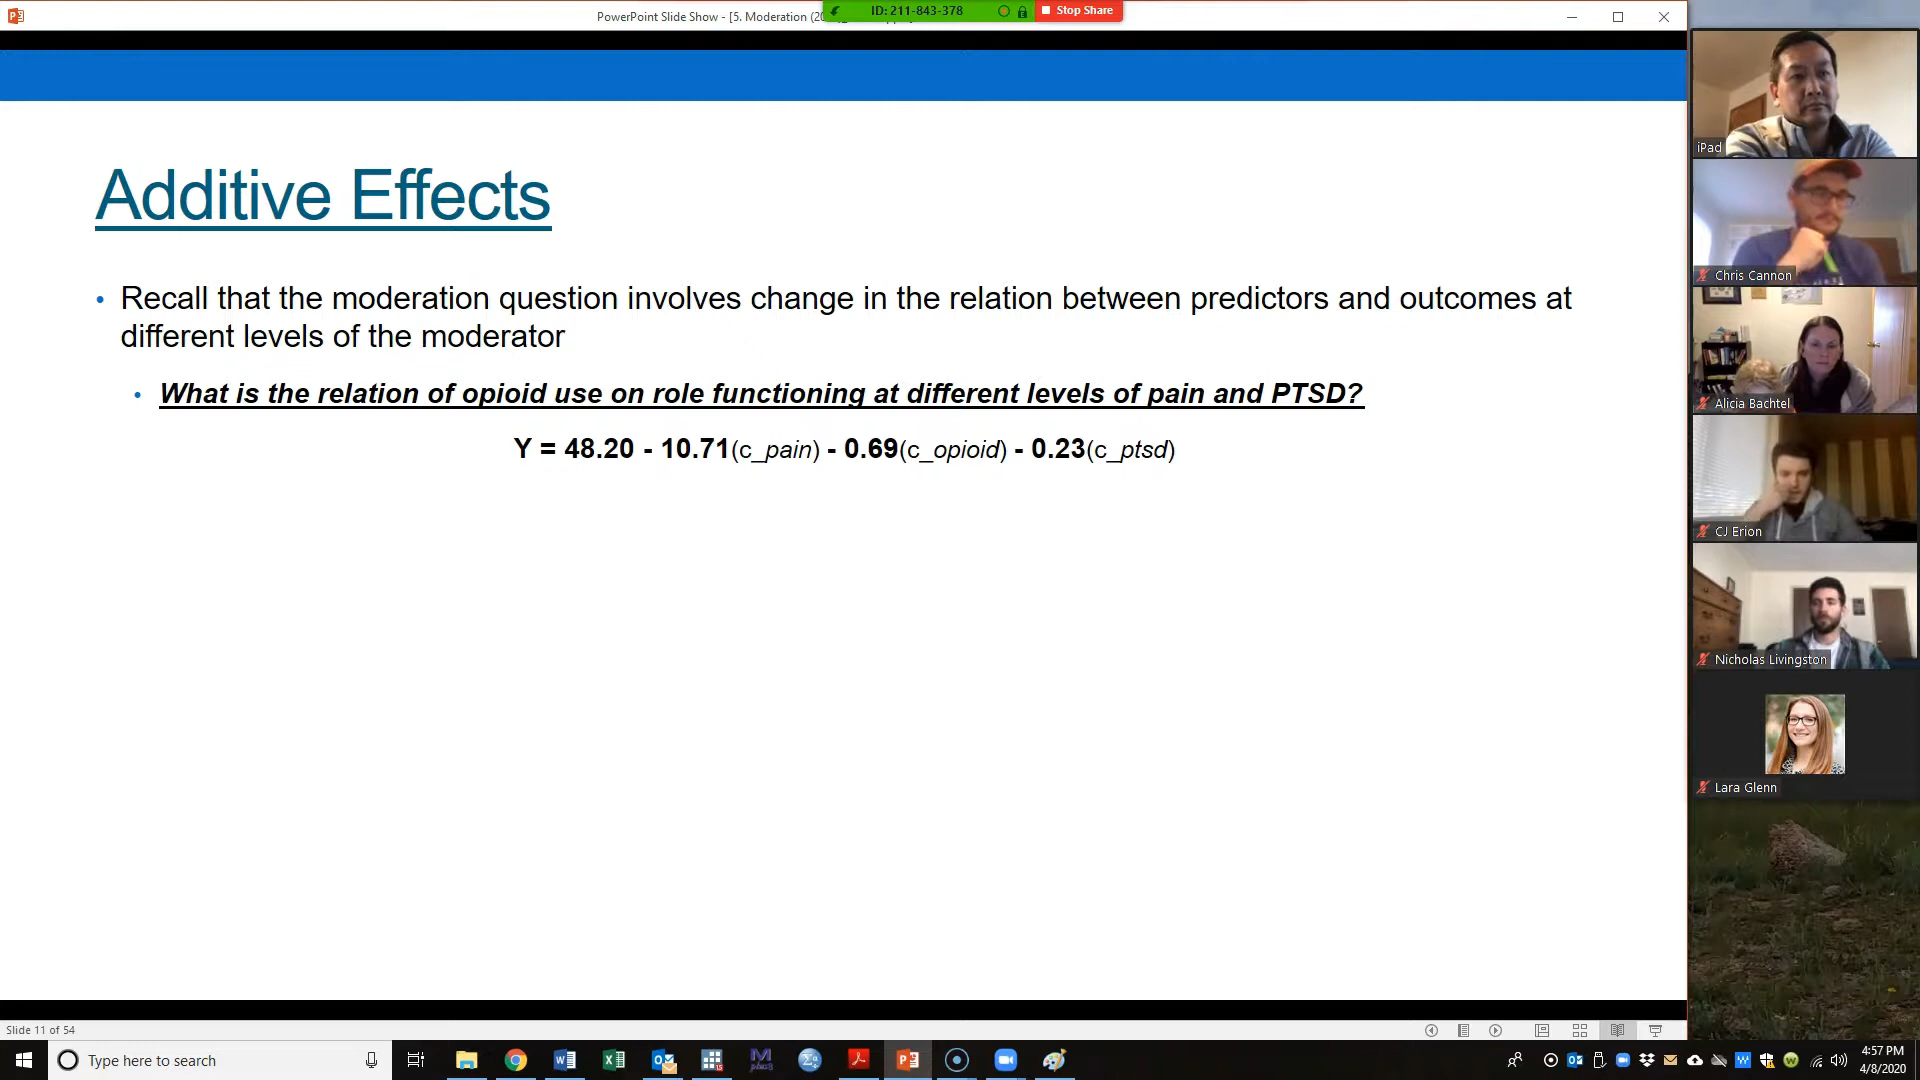 PowerPoint Slide Show - [5. Moderation (20
ID: 211-843-378
Stop Share
Additive Effects
• Recall that the moderation question involves change in the relation between predictors and outcomes at
different levels of the moderator
• What is the relation of opioid use on role functioning at different levels of pain and PTSD?
Y = 48.20 - 10.71(c_pain) - 0.69(c_opioid) - 0.23(c_ptsd)
iPad
Chris Cannon
Alicia Bachtel
CJ Erion
Nicholas Livingston
Lara Glenn
Slide 11 of 54
Type here to search
4:57 PM
4/8/2020